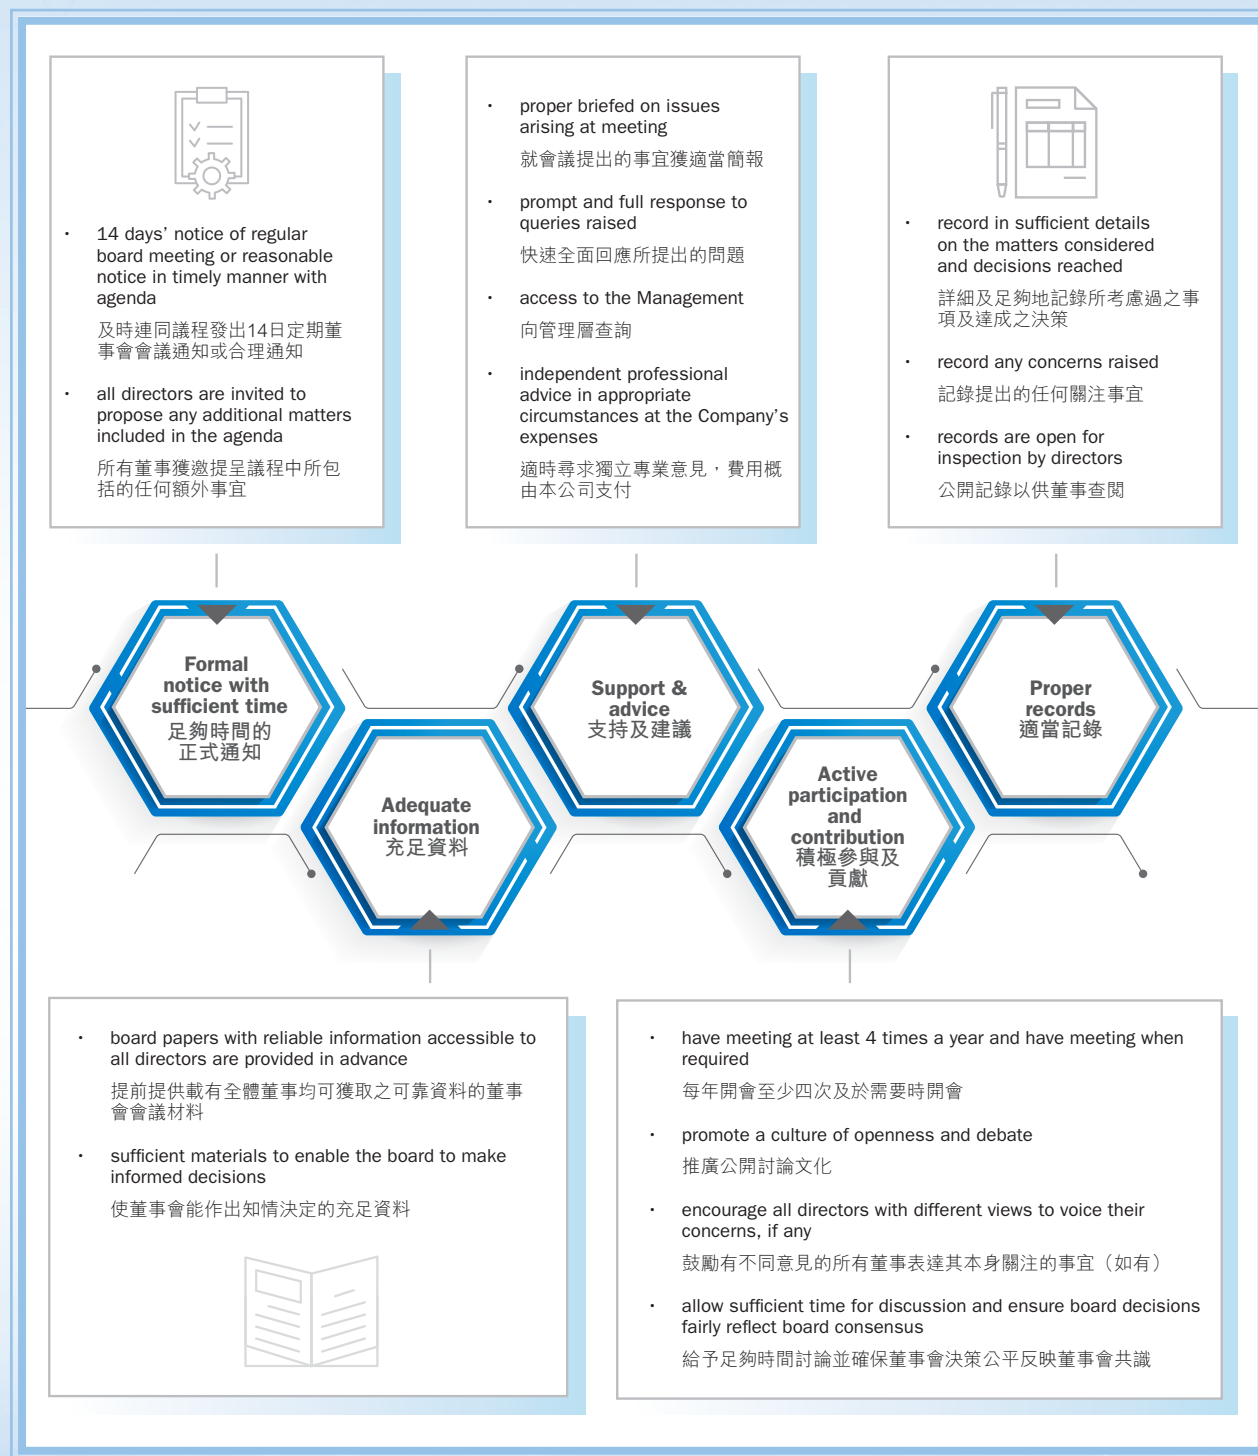 · 14 days’ notice of regular
board meeting or reasonable
notice in timely manner with
agenda
及時連同議程發出14日定期董
事會會議通知或合理通知
· all directors are invited to
propose any additional matters
included in the agenda
所有董事獲邀提呈議程中所包
括的任何額外事宜
· proper briefed on issues
arising at meeting
就會議提出的事宜獲適當簡報
· prompt and full response to
queries raised
快速全面回應所提出的問題
· access to the Management
向管理層查詢
· independent professional
advice in appropriate
circumstances at the Company’s
expenses
適時尋求獨立專業意見，費用概
由本公司支付
· record in sufficient details
on the matters considered
and decisions reached
詳細及足夠地記錄所考慮過之事
項及達成之決策
· record any concerns raised
記錄提出的任何關注事宜
· records are open for
inspection by directors
公開記錄以供董事查閱
Formal
notice with
sufficient time
足夠時間的
正式通知
Adequate
information
充足資料
Support &
advice
支持及建議
Active
participation
and
contribution
積極參與及
貢獻
Proper
records
適當記錄
· board papers with reliable information accessible to
all directors are provided in advance
提前提供載有全體董事均可獲取之可靠資料的董事
會會議材料
· sufficient materials to enable the board to make
informed decisions
使董事會能作出知情決定的充足資料
· have meeting at least 4 times a year and have meeting when
required
每年開會至少四次及於需要時開會
· promote a culture of openness and debate
推廣公開討論文化
· encourage all directors with different views to voice their
concerns, if any
鼓勵有不同意見的所有董事表達其本身關注的事宜（如有）
· allow sufficient time for discussion and ensure board decisions
fairly reflect board consensus
給予足夠時間討論並確保董事會決策公平反映董事會共識